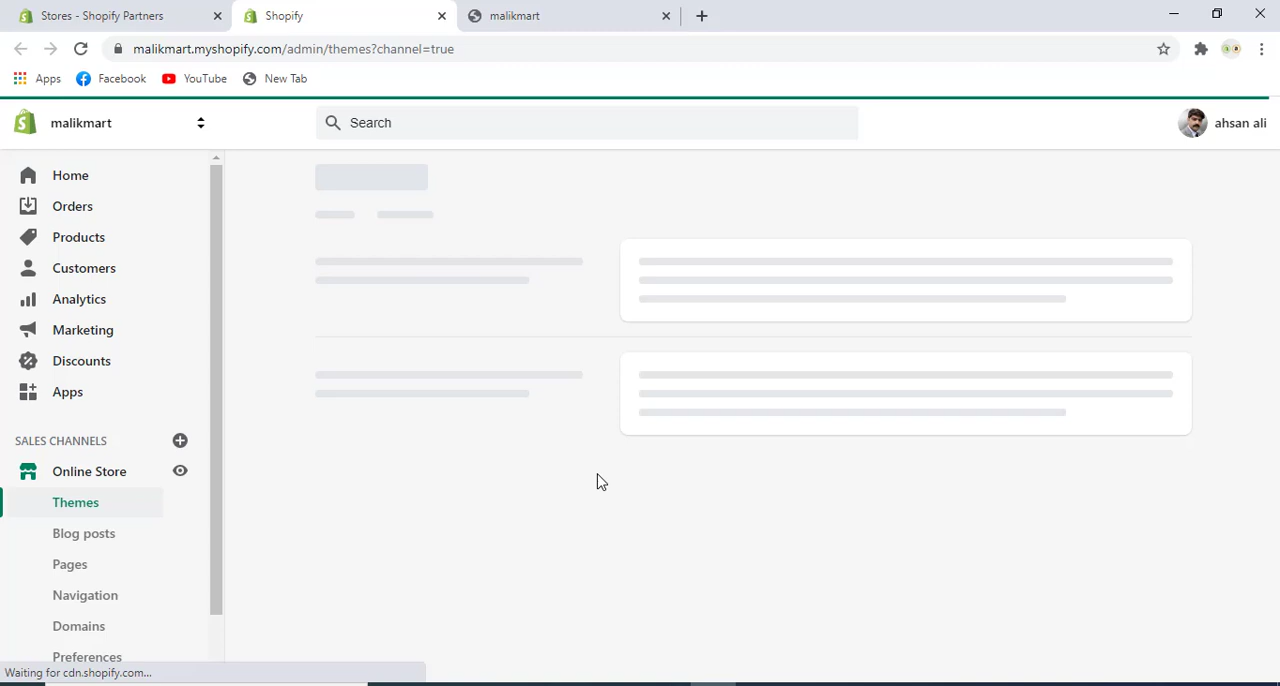 Stores - Shopify Partners
Shopify
malikmart
malikmart.myshopify.com/admin/themes?channel=true
Apps
Facebook
YouTube
New Tab
malikmart
Search
ahsan ali
Home
Orders
Products
Customers
Analytics
Marketing
Discounts
Apps
SALES CHANNELS
Online Store
Themes
Blog posts
Pages
Navigation
Domains
Preferences
Waiting for cdn.shopify.com...